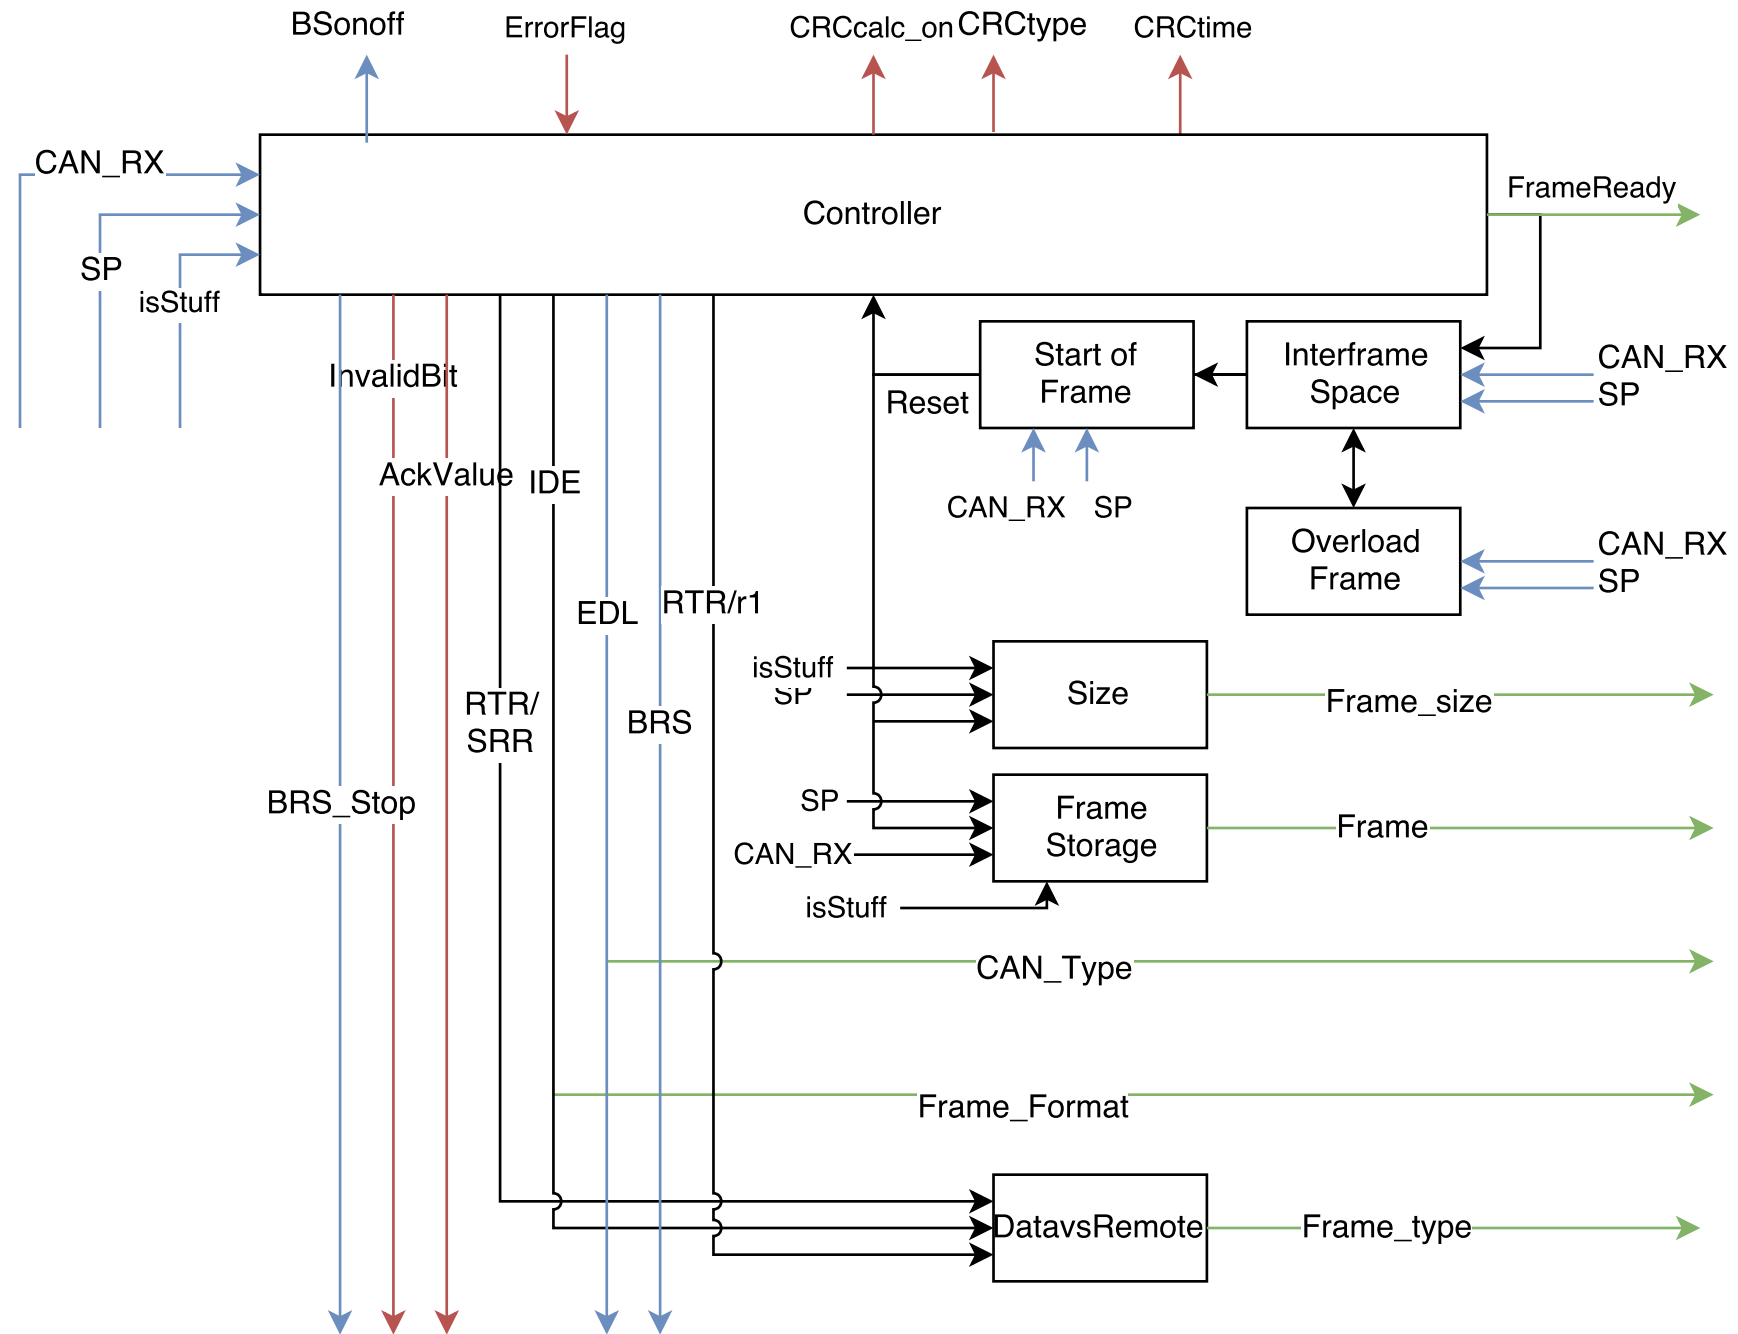 BSonoff
ErrorFlag
CRCcalc_on
CRCtype
CRCtime
CAN_RX
Controller
FrameReady
SP
isStuff
InvalidBit
Start of
Frame
Interframe
Space
CAN_RX
SP
Reset
AckValue
IDE
CAN_RX
SP
Overload
Frame
CAN_RX
SP
EDL
RTR/r1
isStuff
SP
Size
Frame_size
RTR/
SRR
BRS
BRS_Stop
SP
Frame
Storage
Frame
CAN_RX
isStuff
CAN_Type
Frame_Format
DatavsRemote
Frame_type